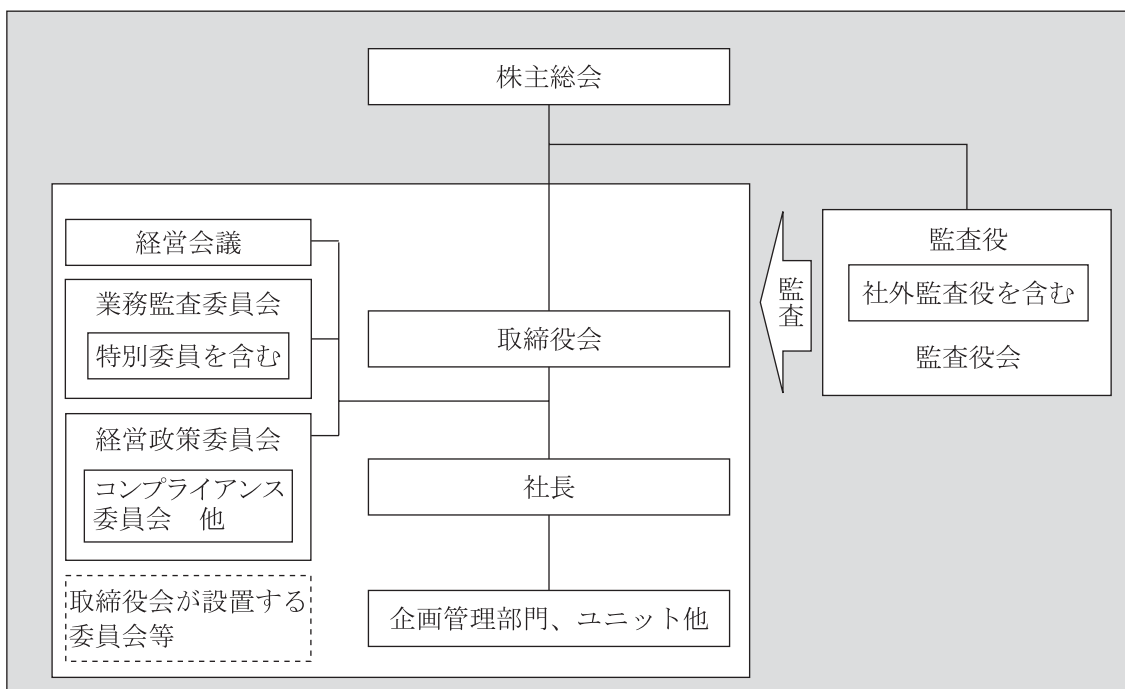 株主総会
経営会議
業務監査委員会
特別委員を含む
経営政策委員会
コンプライアンス
委員会　他
取締役会が設置する
委員会等
取締役会
社長
企画管理部門、ユニット他
監査
監査役
社外監査役を含む
監査役会